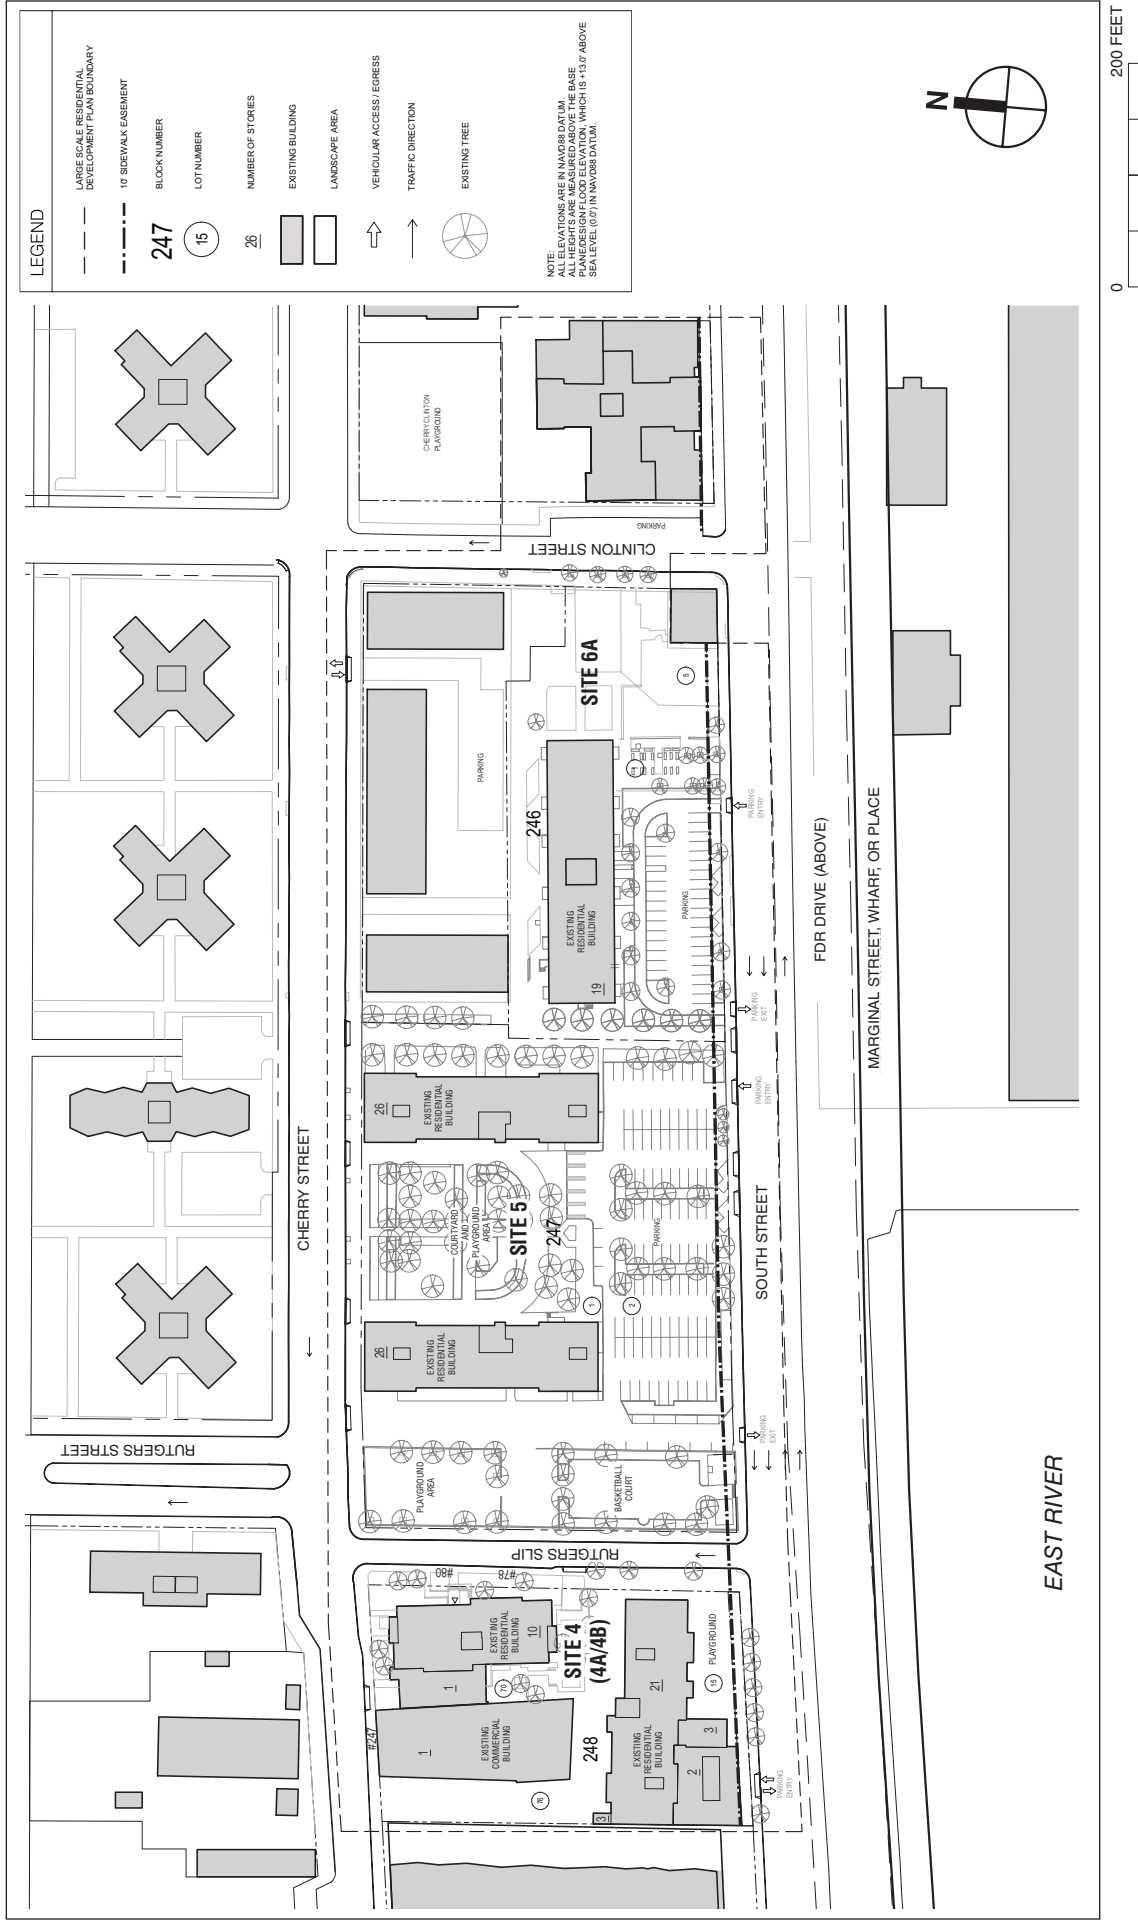 LEGEND
LARGE SCALE RESIDENTIAL
DEVELOPMENT PLAN BOUNDARY
10' SIDEWALK EASEMENT
247
BLOCK NUMBER
15
LOT NUMBER
26
NUMBER OF STORIES
EXISTING BUILDING
LANDSCAPE AREA
VEHICULAR ACCESS / EGRESS
TRAFFIC DIRECTION
EXISTING TREE
NOTE:
ALL ELEVATIONS ARE IN NAVD88 DATUM.
ALL HEIGHTS ARE MEASURED ABOVE THE BASE
PLANE/DESIGN FLOOD ELEVATION, WHICH IS +13.0' ABOVE
SEA LEVEL (0.0') IN NAVD88 DATUM.
N
0
200 FEET
RUTGERS STREET
CHERRY STREET
CLINTON STREET
CHERRY CLINTON
PLAYGROUND
PARKING
#247
1
EXISTING
COMMERCIAL
BUILDING
76
1
70
EXISTING
RESIDENTIAL
BUILDING
10
#80
#78
SITE 4
(4A/4B)
248
3
EXISTING
RESIDENTIAL
BUILDING
21
2
3
15
PLAYGROUND
PARKING
ENTRY
RUTGERS SLIP
PLAYGROUND
AREA
BASKETBALL
COURT
26
EXISTING
RESIDENTIAL
BUILDING
COURTYARD
AND
PLAYGROUND
AREA
SITE 5
247
1
2
PARKING
26
EXISTING
RESIDENTIAL
BUILDING
PARKING
EXIT
PARKING
ENTRY
PARKING
EXIT
PARKING
ENTRY
PARKING
246
19
EXISTING
RESIDENTIAL
BUILDING
SITE 6A
1
5
PARKING
SOUTH STREET
FDR DRIVE (ABOVE)
MARGINAL STREET, WHARF, OR PLACE
EAST RIVER